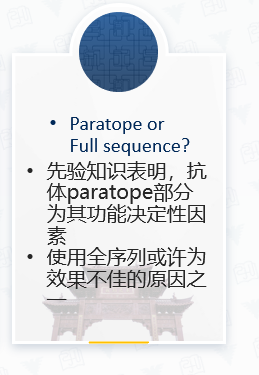 • Paratope or
Full sequence?
• 先验知识表明，抗
体paratope部分
为其功能决定性因
素
• 使用全序列或许为
效果不佳的原因之
一